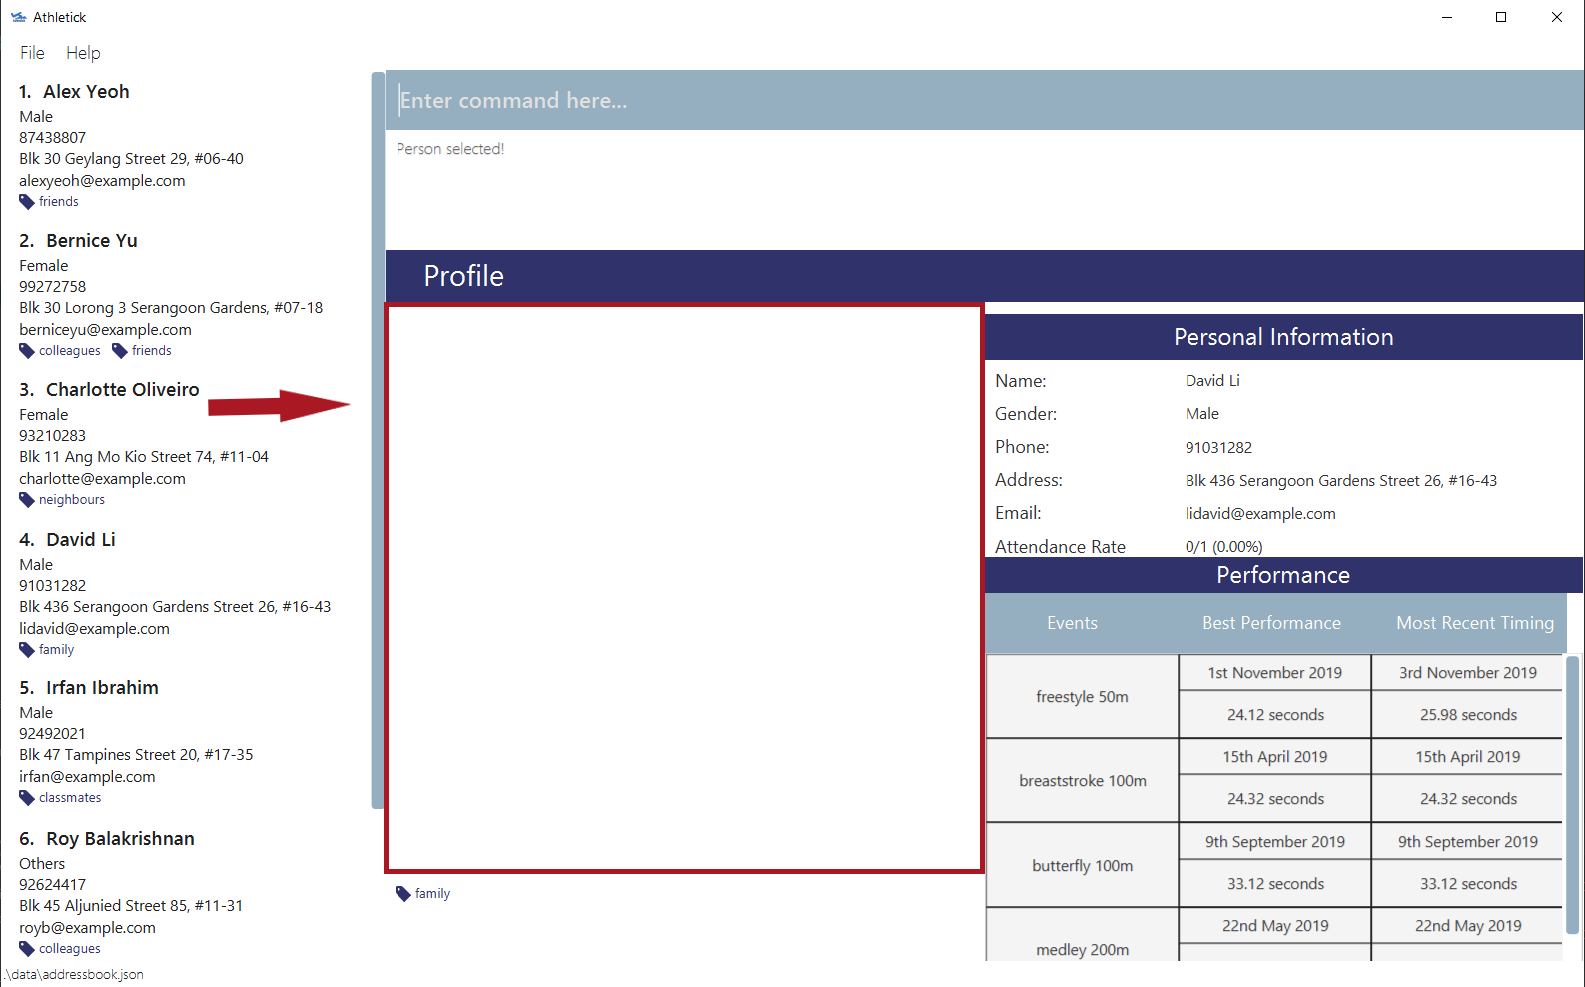 Athletick
File Help
1. Alex Yeoh
Male
87438807
Blk 30 Geylang Street 29, #06-40
alexyeoh@example.com
friends
2. Bernice Yu
Female
99272758
Blk 30 Lorong 3 Serangoon Gardens, #07-18
berniceyu@example.com
colleagues friends
3. Charlotte Oliveiro
Female
93210283
Blk 11 Ang Mo Kio Street 74, #11-04
charlotte@example.com
neighbours
4. David Li
Male
91031282
Blk 436 Serangoon Gardens Street 26, #16-43
lidavid@example.com
family
5. Irfan Ibrahim
Male
92492021
Blk 47 Tampines Street 20, #17-35
irfan@example.com
classmates
6. Roy Balakrishnan
Others
92624417
Blk 45 Aljunied Street 85, #11-31
royb@example.com
colleagues
.\data\addressbook.json
Enter command here...
Person selected!
Profile
family
Personal Information
Name: David Li
Gender: Male
Phone: 91031282
Address: Blk 436 Serangoon Gardens Street 26, #16-43
Email: lidavid@example.com
Attendance Rate 0/1 (0.00%)
Performance
Events Best Performance Most Recent Timing
freestyle 50m
1st November 2019 3rd November 2019
24.12 seconds 25.98 seconds
breaststroke 100m
15th April 2019 15th April 2019
24.32 seconds 24.32 seconds
butterfly 100m
9th September 2019 9th September 2019
33.12 seconds 33.12 seconds
medley 200m
22nd May 2019 22nd May 2019